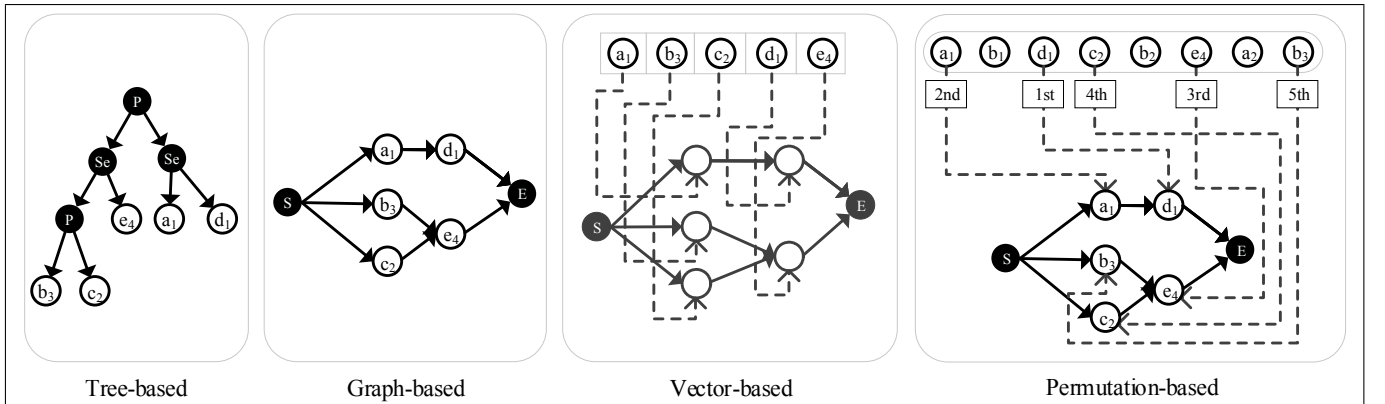 P
Se Se
P e4 a1 d1
b3 c2
Tree-based
a1 d1
S b3 E
c2 e4
Graph-based
a1 b3 c2 d1 e4
S E
Vector-based
a1 b1 d1 c2 b2 e4 a2 b3
2nd 1st 4th 3rd 5th
a1 d1
S b3 E
c2 e4
Permutation-based